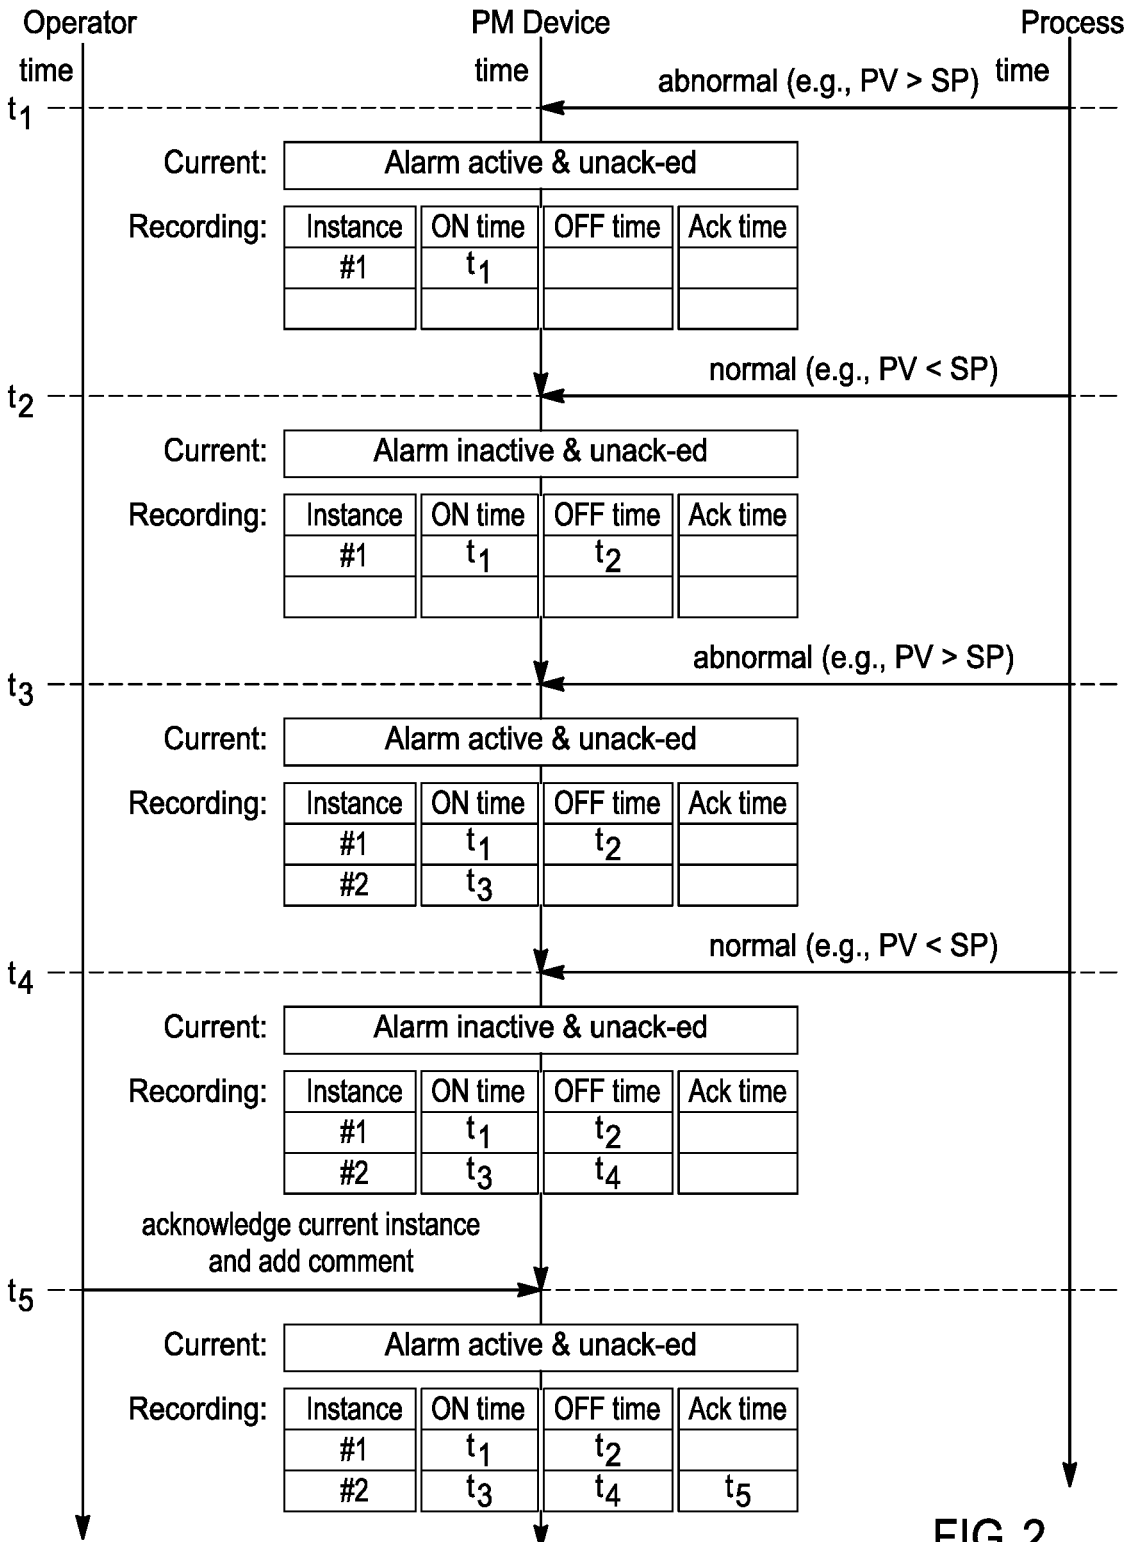 Operator PM Device Process
time time abnormal (e.g., PV > SP) time
t1
Current: Alarm active & unack-ed
Recording: Instance ON time OFF time Ack time
#1 t1
normal (e.g., PV < SP)
t2
Current: Alarm inactive & unack-ed
Recording: Instance ON time OFF time Ack time
#1 t1 t2
abnormal (e.g., PV > SP)
t3
Current: Alarm active & unack-ed
Recording: Instance ON time OFF time Ack time
#1 t1 t2
#2 t3
normal (e.g., PV < SP)
t4
Current: Alarm inactive & unack-ed
Recording: Instance ON time OFF time Ack time
#1 t1 t2
#2 t3 t4
acknowledge current instance
and add comment
t5
Current: Alarm active & unack-ed
Recording: Instance ON time OFF time Ack time
#1 t1 t2
#2 t3 t4 t5
FIG. 2